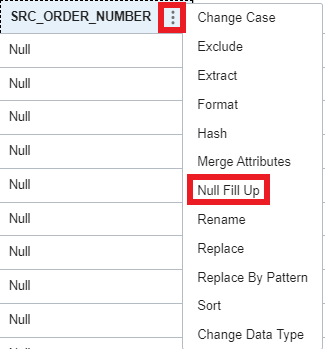 SRC_ORDER_NUMBER
Null
Null
Null
Null
Null
Null
Null
Null
Null
Change Case
Exclude
Extract
Format
Hash
Merge Attributes
Null Fill Up
Rename
Replace
Replace By Pattern
Sort
Change Data Type